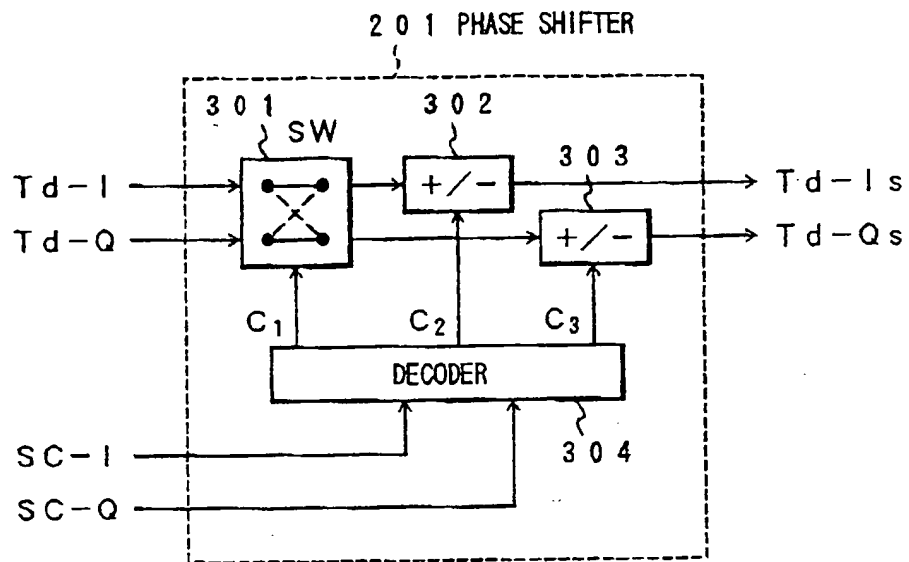 201 PHASE SHIFTER
301
302
SW
303
Td-I
+/-
Td-Is
Td-Q
+/-
Td-Qs
C1
C2
C3
DECODER
SC-I
304
SC-Q